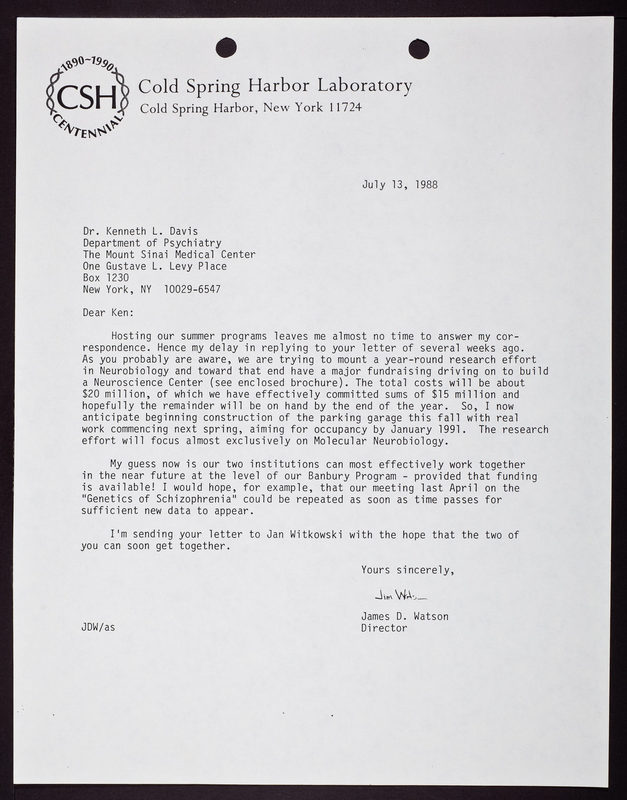 1890-1990
CSH
CENTENNIAL
Cold Spring Harbor Laboratory
Cold Spring Harbor, New York 11724
July 13, 1988
Dr. Kenneth L. Davis
Department of Psychiatry
The Mount Sinai Medical Center
One Gustave L. Levy Place
Box 1230
New York, NY 10029-6547
Dear Ken:
Hosting our summer programs leaves me almost no time to answer my cor-
respondence. Hence my delay in replying to your letter of several weeks ago.
As you probably are aware, we are trying to mount a year-round research effort
in Neurobiology and toward that end have a major fundraising driving on to build
a Neuroscience Center (see enclosed brochure). The total costs will be about
$20 million, of which we have effectively committed sums of $15 million and
hopefully the remainder will be on hand by the end of the year. So, I now
anticipate beginning construction of the parking garage this fall with real
work commencing next spring, aiming for occupancy by January 1991. The research
effort will focus almost exclusively on Molecular Neurobiology.
My guess now is our two institutions can most effectively work together
in the near future at the level of our Banbury Program - provided that funding
is available! I would hope, for example, that our meeting last April on the
"Genetics of Schizophrenia" could be repeated as soon as time passes for
sufficient new data to appear.
I'm sending your letter to Jan Witkowski with the hope that the two of
you can soon get together.
Yours sincerely,
Jim Watson
James D. Watson
JDW/as
Director